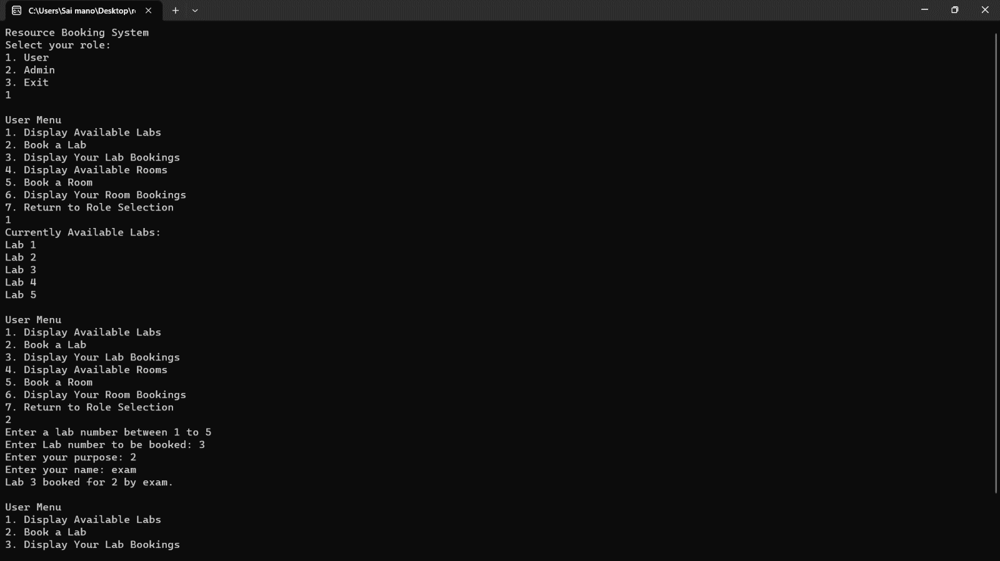 C:\Users\Sai mano\Desktop\r
Resource Booking System
Select your role:
1. User
2. Admin
3. Exit
1
User Menu
1. Display Available Labs
2. Book a Lab
3. Display Your Lab Bookings
4. Display Available Rooms
5. Book a Room
6. Display Your Room Bookings
7. Return to Role Selection
1
Currently Available Labs:
Lab 1
Lab 2
Lab 3
Lab 4
Lab 5
User Menu
1. Display Available Labs
2. Book a Lab
3. Display Your Lab Bookings
4. Display Available Rooms
5. Book a Room
6. Display Your Room Bookings
7. Return to Role Selection
2
Enter a lab number between 1 to 5
Enter Lab number to be booked: 3
Enter your purpose: 2
Enter your name: exam
Lab 3 booked for 2 by exam.
User Menu
1. Display Available Labs
2. Book a Lab
3. Display Your Lab Bookings